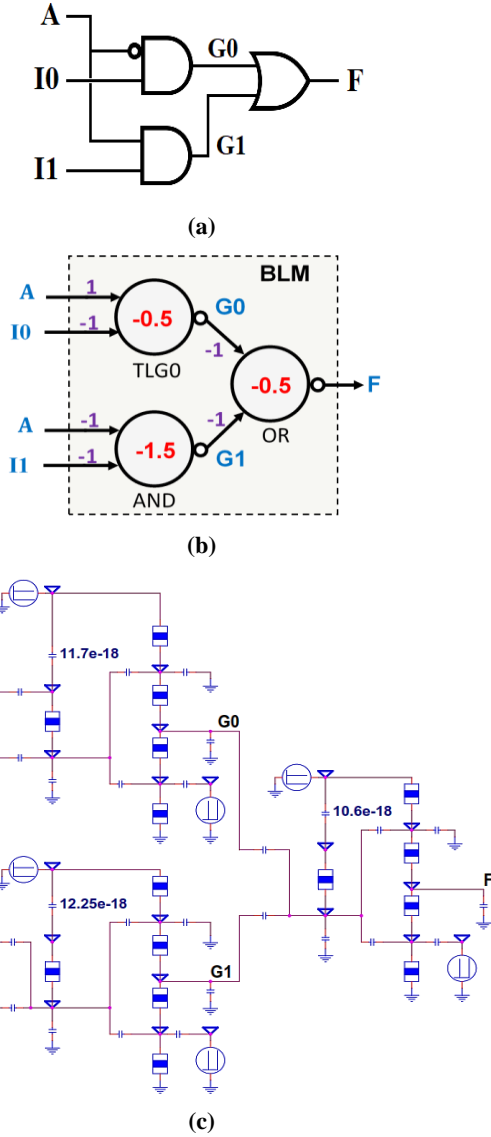 A
G0
I0
F
G1
I1
(a)
BLM
A
1
G0
I0
-1
-0.5
-1
TLG0
-0.5
F
A
-1
-1
OR
I1
-1
-1.5
G1
AND
(b)
11.7e-18
G0
10.6e-18
F
12.25e-18
G1
(c)